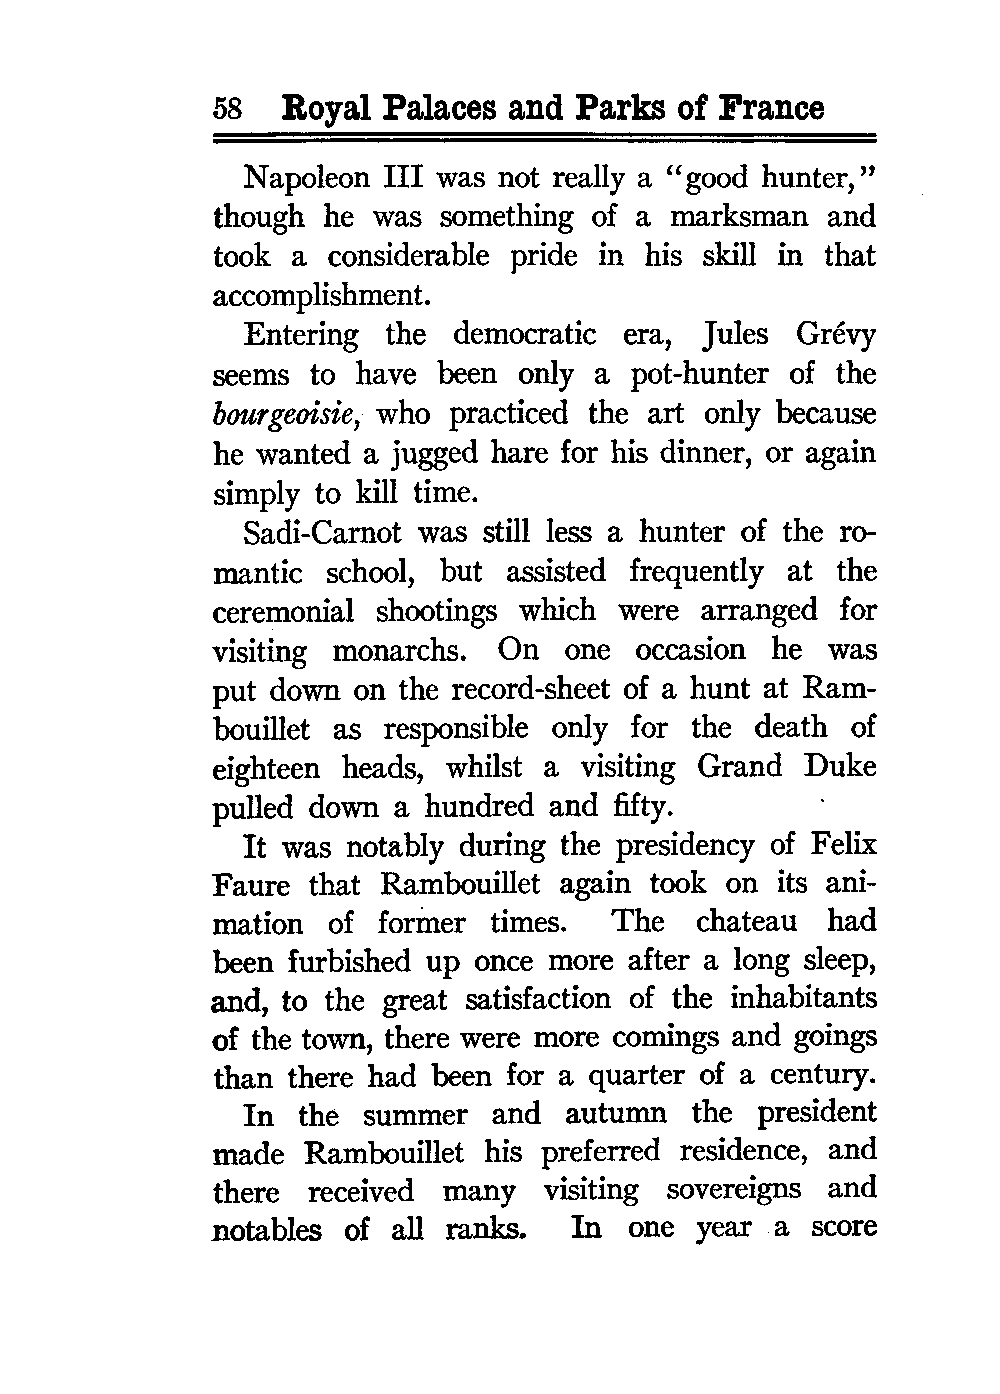 58 Royal Palaces and Parks of France
Napoleon III was not really a “good hunter,”
though he was something of a marksman and
took a considerable pride in his skill in that
accomplishment.
Entering the democratic era, Jules Grévy
seems to have been only a pot-hunter of the
bourgeoisie, who practiced the art only because
he wanted a jugged hare for his dinner, or again
simply to kill time.
Sadi-Carnot was still less a hunter of the ro-
mantic school, but assisted frequently at the
ceremonial shootings which were arranged for
visiting monarchs. On one occasion he was
put down on the record-sheet of a hunt at Ram-
bouillet as responsible only for the death of
eighteen heads, whilst a visiting Grand Duke
pulled down a hundred and fifty.
It was notably during the presidency of Felix
Faure that Rambouillet again took on its ani-
mation of former times. The chateau had
been furbished up once more after a long sleep,
and, to the great satisfaction of the inhabitants
of the town, there were more comings and goings
than there had been for a quarter of a century.
In the summer and autumn the president
made Rambouillet his preferred residence, and
there received many visiting sovereigns and
notables of all ranks. In one year a score